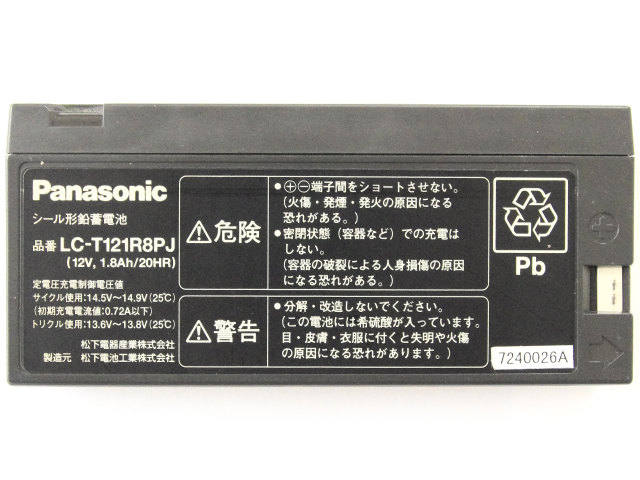 Panasonic
シール形鉛蓄電池
品番 LC-T121R8PJ
(12V, 1.8Ah/20HR)
定電圧充電制御電圧値
サイクル使用:14.5V〜14.9V(25℃)
(初期充電電流値:0.72A以下)
トリクル使用:13.6V〜13.8V(25℃)
松下電器産業株式会社
製造元 松下電池工業株式会社
⚠危険
●⊕⊖端子間をショートさせない。
(火傷・発煙・発火の原因になる
恐れがある。)
●密閉状態(容器など)での充電は
しない。
(容器の破裂による人身損傷の原因
になる恐れがある。)
⚠警告
●分解・改造しないでください。
(この電池には希硫酸が入っています。
目・皮膚・衣服に付くと失明や火傷
の原因になる恐れがあります。)
Pb
7240026A